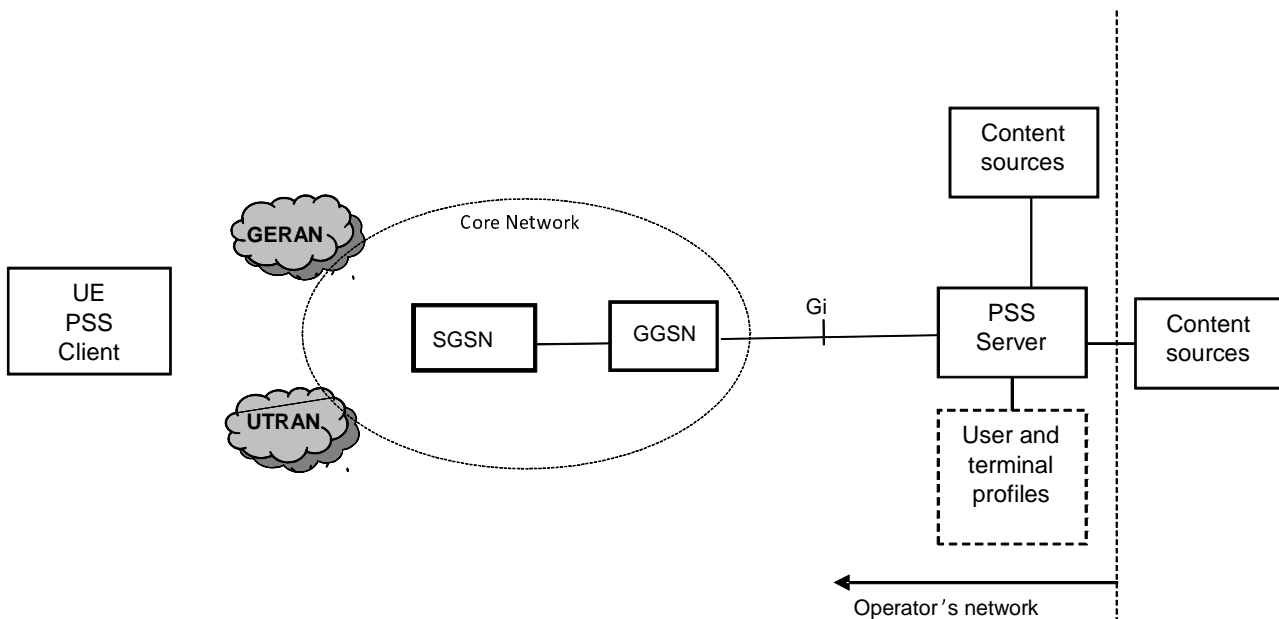 Content
sources
GERAN
Core Network
UE
PSS
Client
SGSN
GGSN
Gi
PSS
Server
Content
sources
UTRAN
User and
terminal
profiles
Operator's network